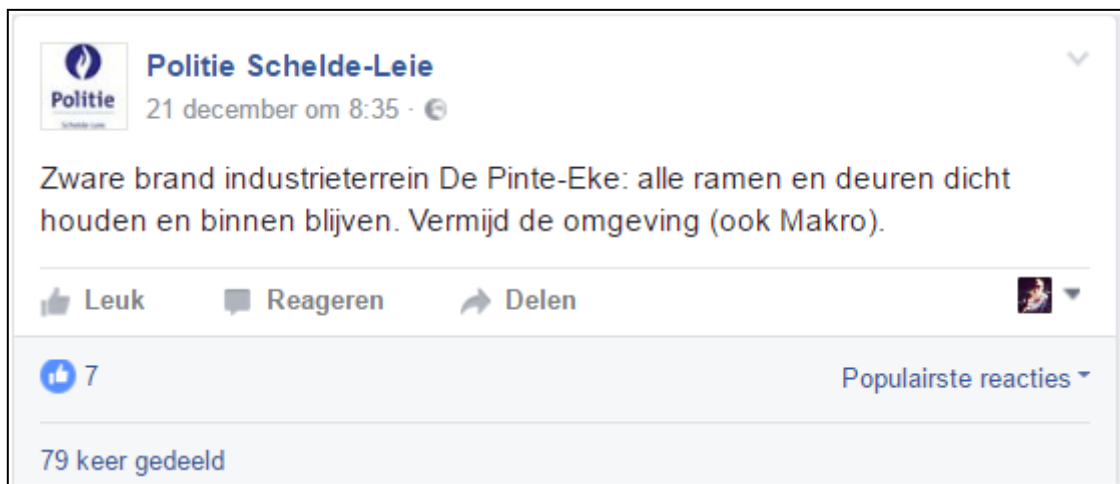 Politie
Schelde-Leie
Politie Schelde-Leie
21 december om 8:35 ·
Zware brand industrieterrein De Pinte-Eke: alle ramen en deuren dicht
houden en binnen blijven. Vermijd de omgeving (ook Makro).
Leuk Reageren Delen
7 Populairste reacties
79 keer gedeeld